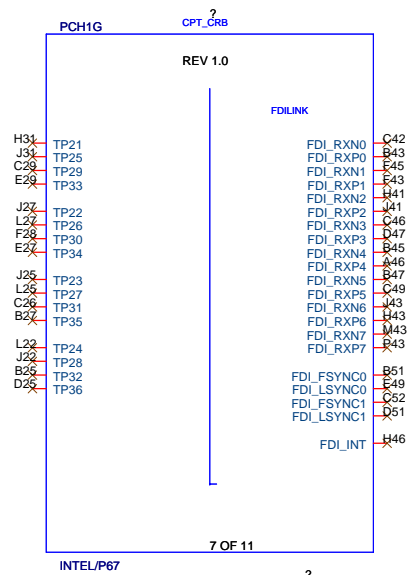 ?
PCH1G CPT_CRB
REV 1.0
FDILINK
H31 TP21
J31 TP25
C29 TP29
E29 TP33
J27 TP22
L27 TP26
F28 TP30
E27 TP34
J25 TP23
L25 TP27
C26 TP31
B27 TP35
L22 TP24
J22 TP28
B25 TP32
D25 TP36
FDI_RXN0 C42
FDI_RXP0 B43
FDI_RXN1 F45
FDI_RXP1 F43
FDI_RXN2 H41
FDI_RXP2 J41
FDI_RXN3 C46
FDI_RXP3 D47
FDI_RXN4 B45
FDI_RXP4 A46
FDI_RXN5 B47
FDI_RXP5 C49
FDI_RXN6 J43
FDI_RXP6 H43
FDI_RXN7 M43
FDI_RXP7 P43
FDI_FSYNC0 B51
FDI_LSYNC0 E49
FDI_FSYNC1 C52
FDI_LSYNC1 D51
FDI_INT H46
7 OF 11
INTEL/P67
?